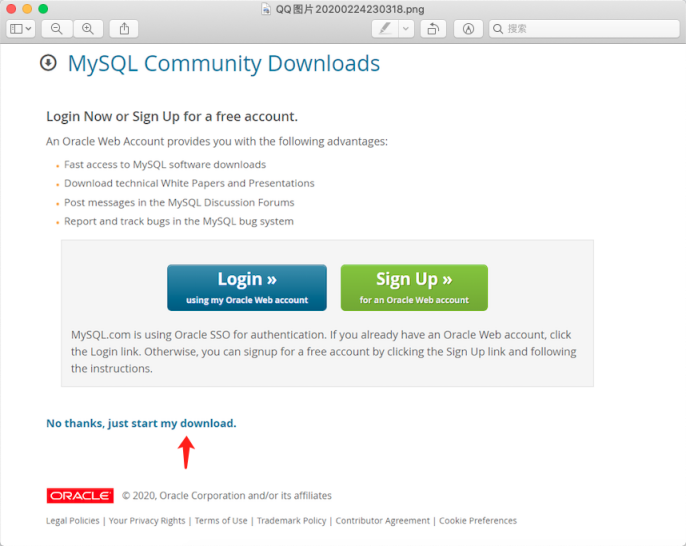 QQ图片20200224230318.png
搜索
MySQL Community Downloads
Login Now or Sign Up for a free account.
An Oracle Web Account provides you with the following advantages:
Fast access to MySQL software downloads
Download technical White Papers and Presentations
Post messages in the MySQL Discussion Forums
Report and track bugs in the MySQL bug system
Login »
using my Oracle Web account
Sign Up »
for an Oracle Web account
MySQL.com is using Oracle SSO for authentication. If you already have an Oracle Web account, click
the Login link. Otherwise, you can signup for a free account by clicking the Sign Up link and following
the instructions.
No thanks, just start my download.
ORACLE © 2020, Oracle Corporation and/or its affiliates
Legal Policies | Your Privacy Rights | Terms of Use | Trademark Policy | Contributor Agreement | Cookie Preferences